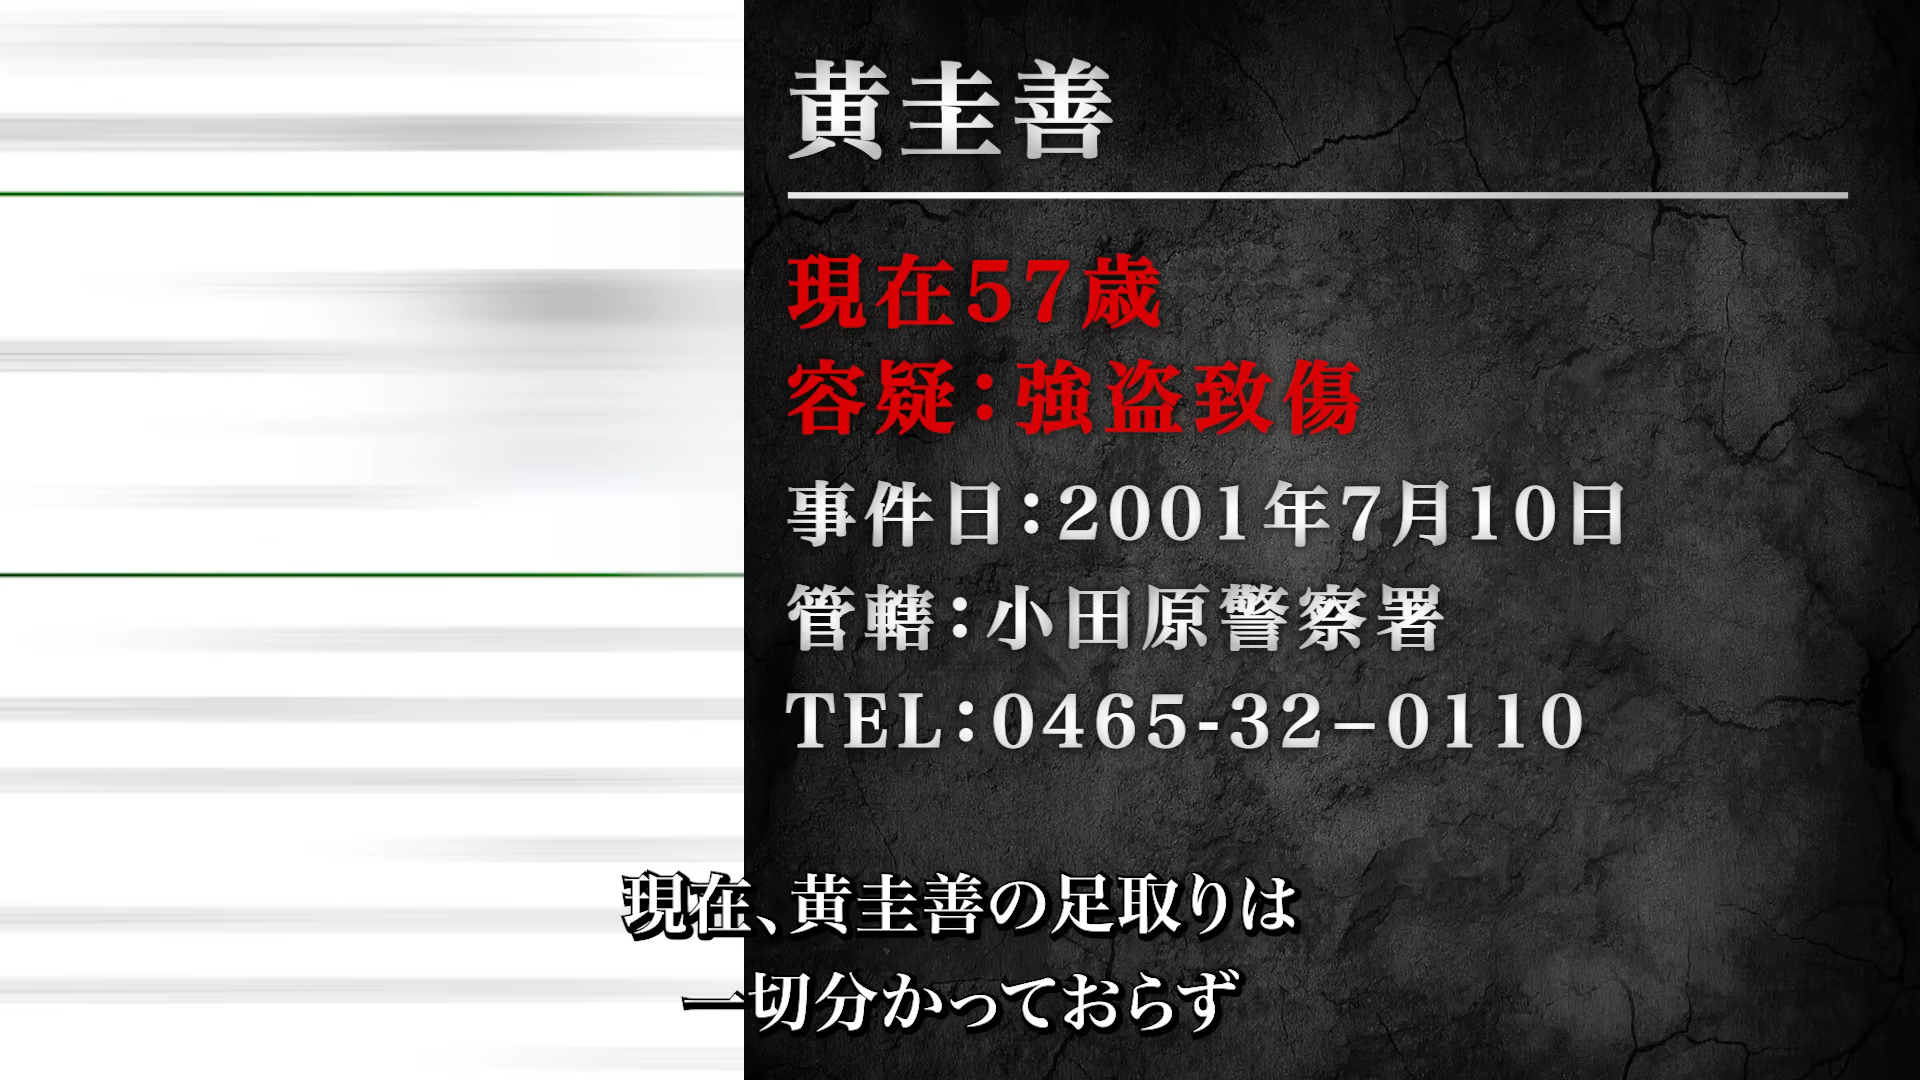 黄圭善
現在57歳
容疑：強盗致傷
事件日：2001年7月10日
管轄：小田原警察署
TEL：0465-32–0110
現在、黄圭善の足取りは
一切分かっておらず